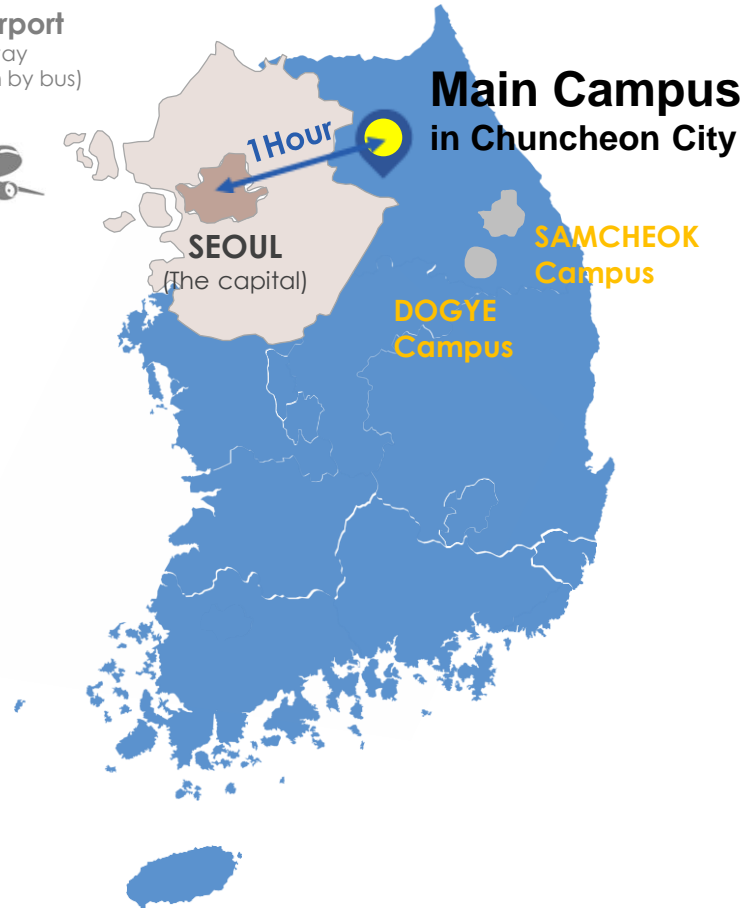 rport
ay
by bus)
Main Campus
in Chuncheon City
1Hour
SEOUL
(The capital)
SAMCHEOK
Campus
DOGYE
Campus